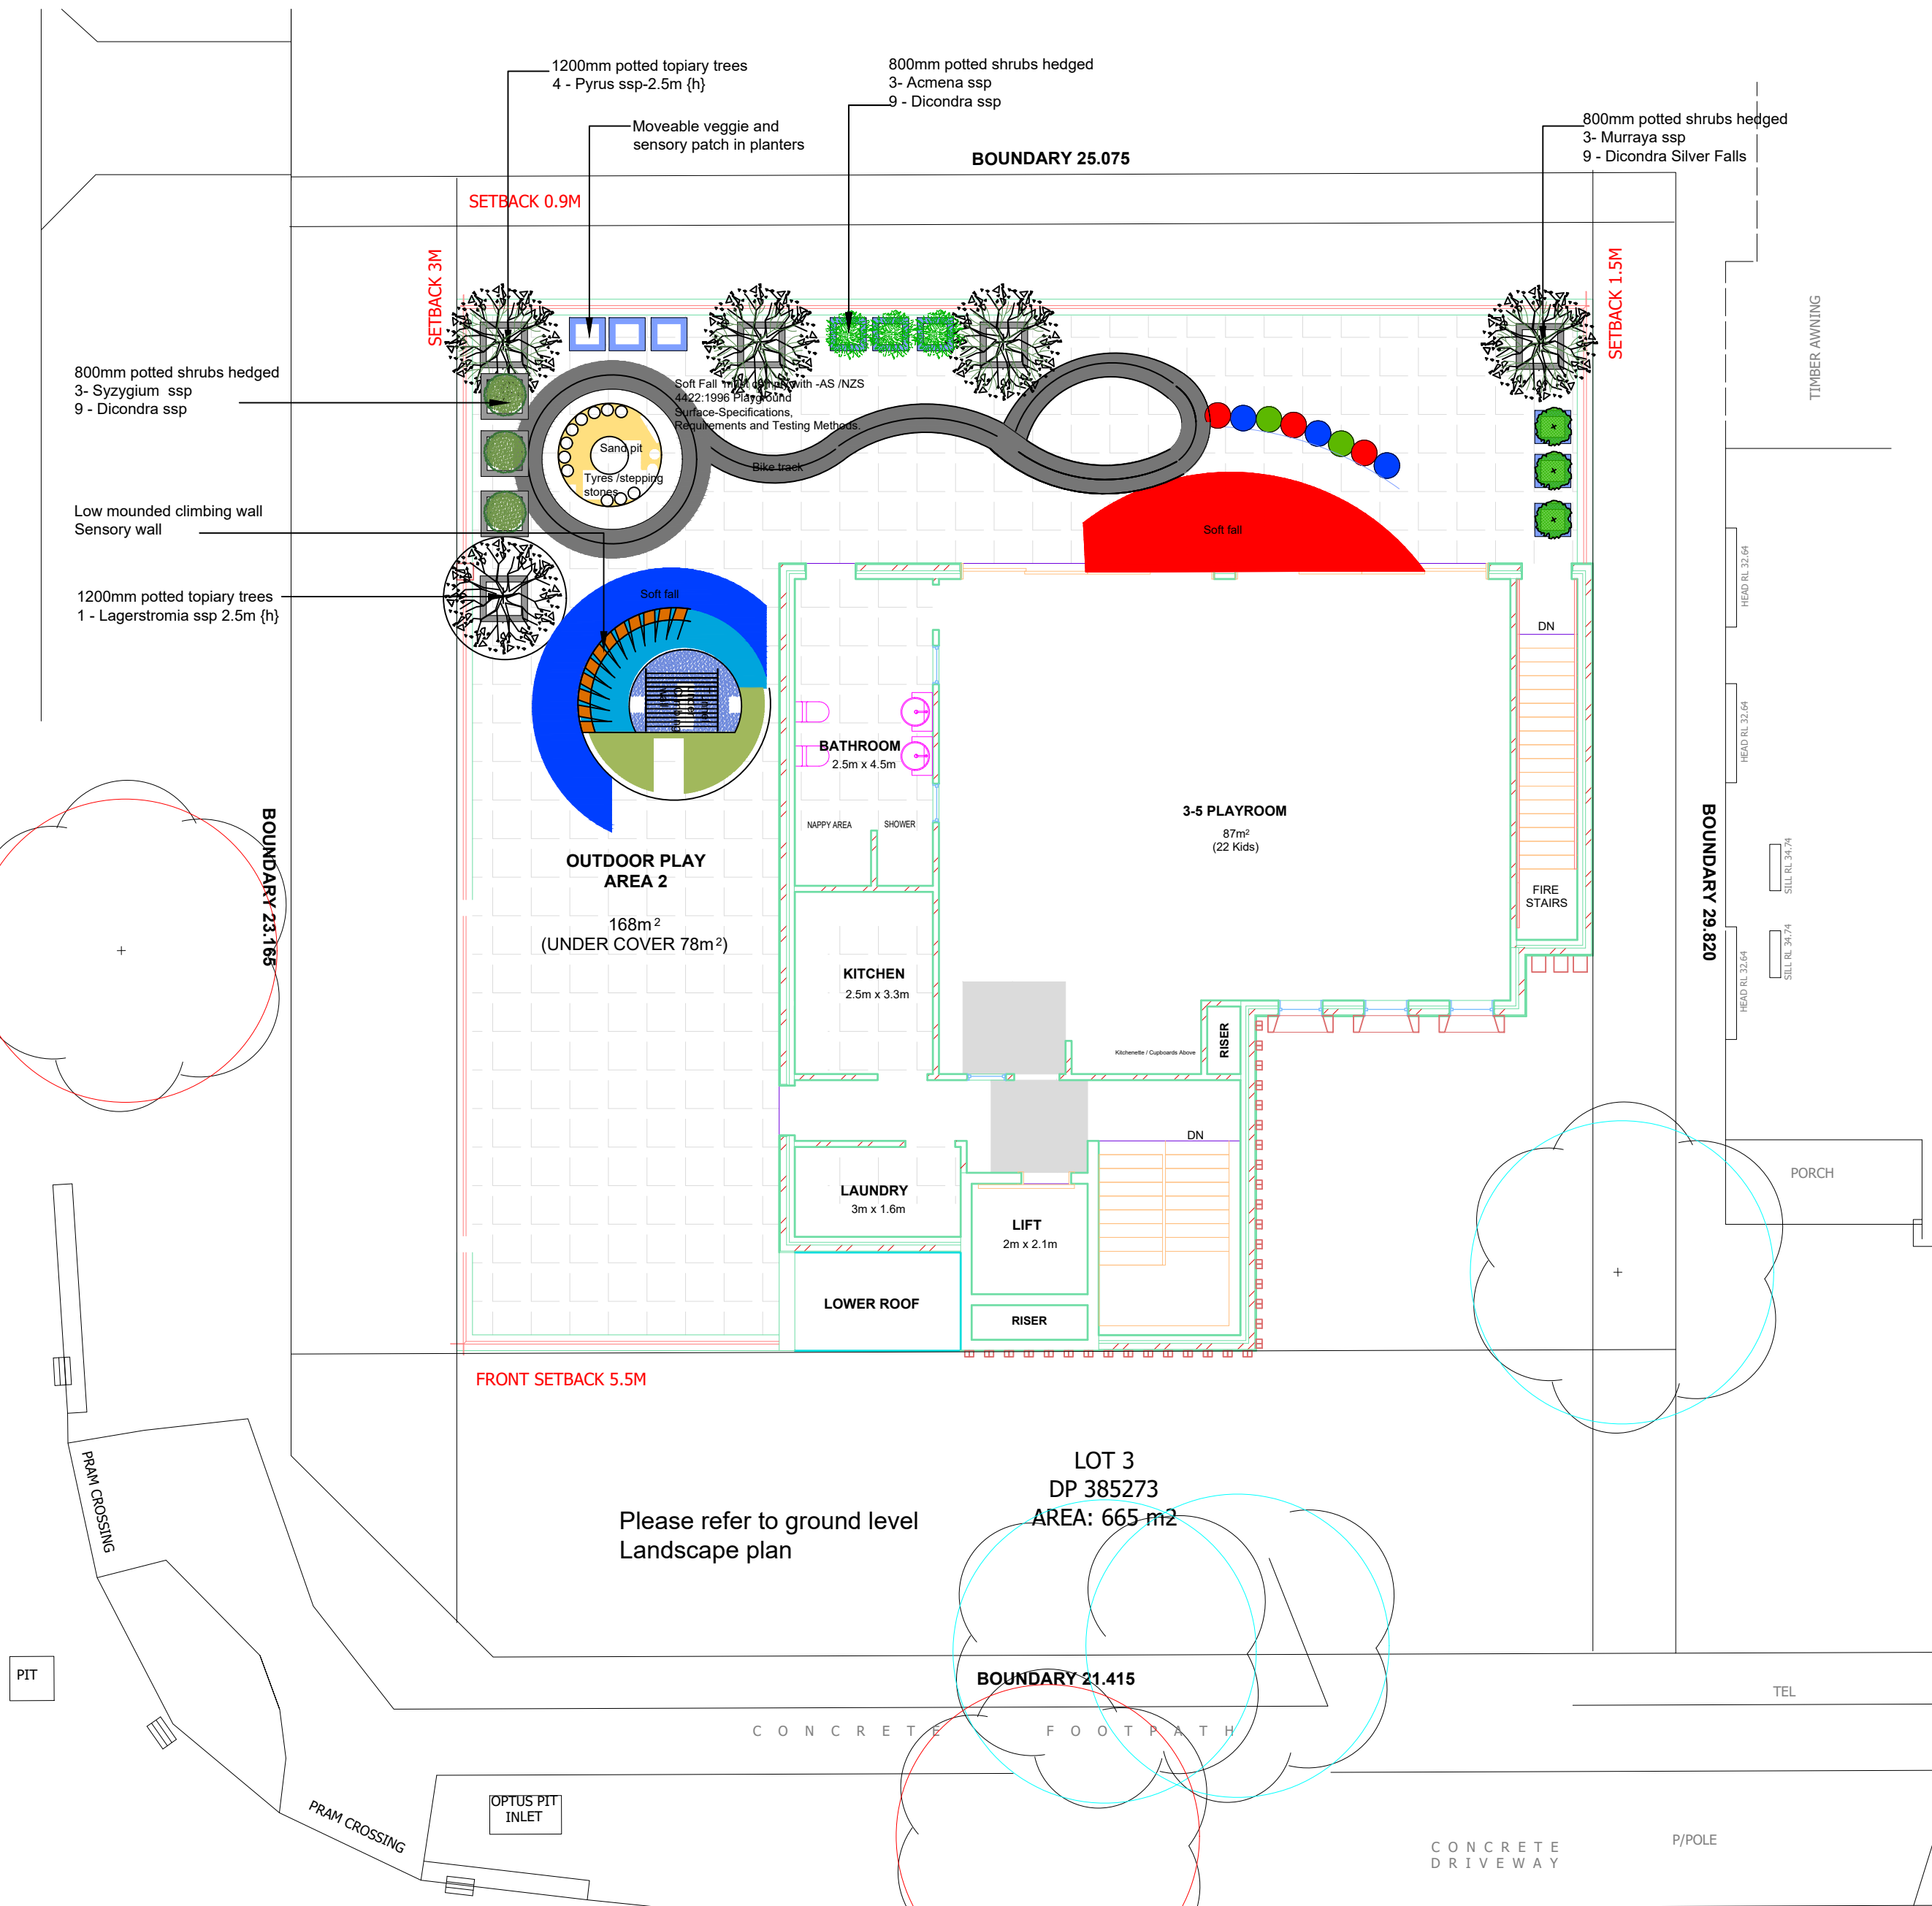 1200mm potted topiary trees
4 - Pyrus ssp-2.5m {h}
800mm potted shrubs hedged
3- Acmena ssp
9 - Dicondra ssp
Moveable veggie and
sensory patch in planters
800mm potted shrubs hedged
3- Murraya ssp
9 - Dicondra Silver Falls
BOUNDARY 25.075
SETBACK 0.9M
SETBACK 3M
SETBACK 1.5M
TIMBER AWNING
800mm potted shrubs hedged
3- Syzygium ssp
9 - Dicondra ssp
Soft Fall must comply with -AS /NZS
4422:1996 Playground
Surface-Specifications,
Requirements and Testing Methods.
Sand pit
Bike track
Tyres /stepping
stones
Low mounded climbing wall
Sensory wall
Soft fall
HEAD RL 32.64
1200mm potted topiary trees
1 - Lagerstromia ssp 2.5m {h}
Soft fall
DN
HEAD RL 32.64
BATHROOM
2.5m x 4.5m
NAPPY AREA
SHOWER
3-5 PLAYROOM
87m²
(22 Kids)
BOUNDARY 23.165
BOUNDARY 29.820
SILL RL 34.74
OUTDOOR PLAY
AREA 2
168m²
(UNDER COVER 78m²)
FIRE
STAIRS
SILL RL 34.74
HEAD RL 32.64
KITCHEN
2.5m x 3.3m
RISER
Kitchenette / Cupboards Above
DN
LAUNDRY
3m x 1.6m
LIFT
2m x 2.1m
PORCH
LOWER ROOF
RISER
FRONT SETBACK 5.5M
LOT 3
DP 385273
AREA: 665 m2
Please refer to ground level
Landscape plan
PRAM CROSSING
PIT
BOUNDARY 21.415
TEL
CONCRETE FOOTPATH
OPTUS PIT
INLET
PRAM CROSSING
CONCRETE
DRIVEWAY
P/POLE